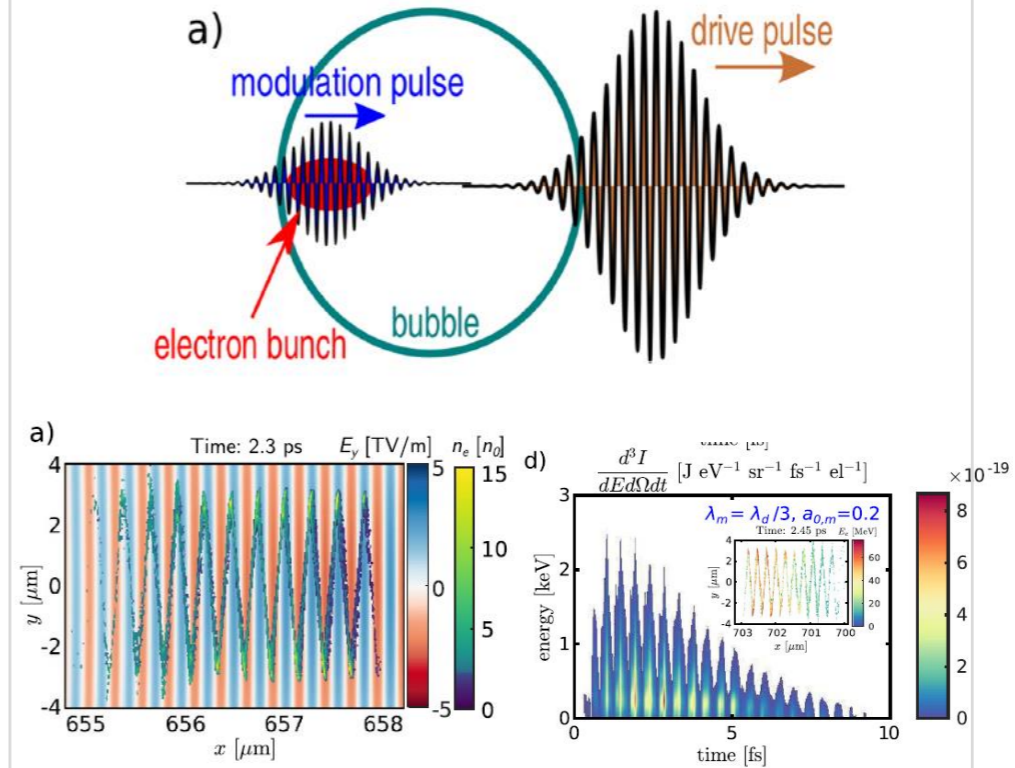 a)
drive pulse
modulation pulse
bubble
electron bunch
a)
Time: 2.3 ps E_y [TV/m] n_e [n_0]
4
2
0
-2
-4
y [μm]
655 656 657 658
x [μm]
5
0
-5
15
10
5
0
d)
d³I
dEdΩdt
[J eV⁻¹ sr⁻¹ fs⁻¹ el⁻¹]
×10⁻¹⁹
3
2
1
0
energy [keV]
λ_m = λ_d/3, a_0,m=0.2
Time: 2.45 ps E_e [MeV]
4
2
0
-2
-4
y [μm]
703 702 701 700
x [μm]
60
40
20
0
0 5 10
time [fs]
8
6
4
2
0